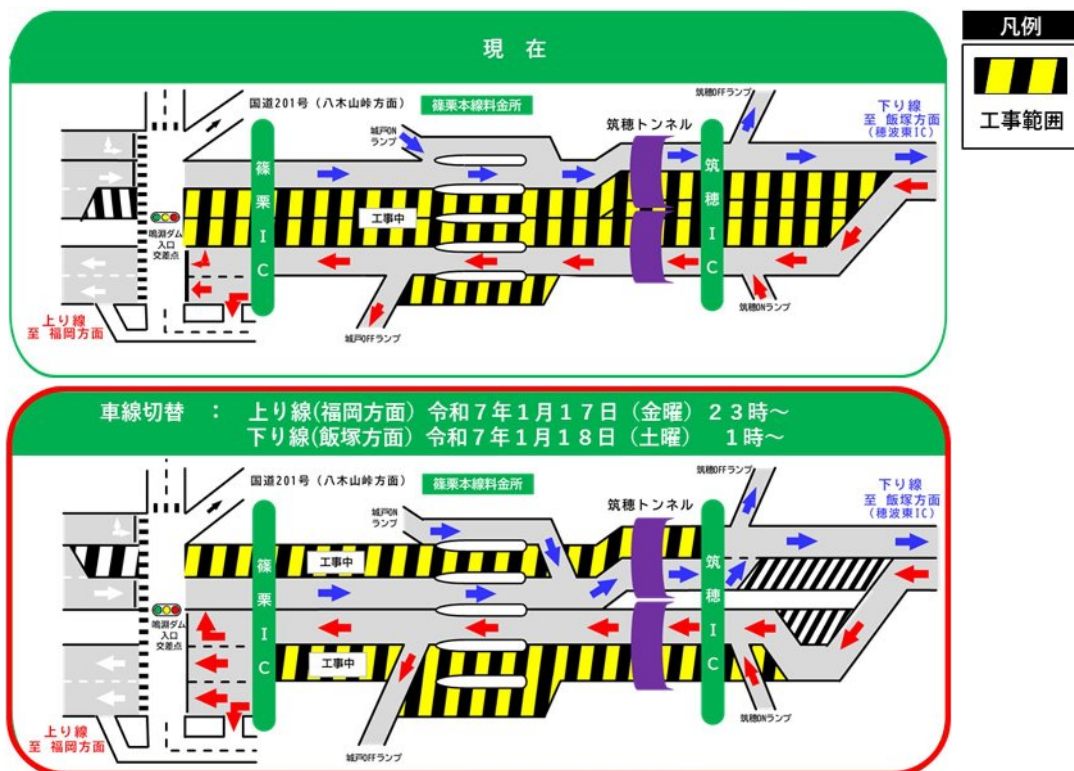 現 在
凡例
工事範囲
国道201号（八木山峠方面）
篠栗本線料金所
城戸ON
ランプ
筑穂トンネル
筑穂OFFランプ
下り線
至 飯塚方面
(穂波東IC)
篠栗IC
工事中
筑穂IC
鳴淵ダム
入口
交差点
上り線
至 福岡方面
城戸OFFランプ
筑穂ONランプ
車線切替 ： 上り線(福岡方面) 令和７年１月１７日（金曜）２３時～
下り線(飯塚方面) 令和７年１月１８日（土曜） １時～
国道201号（八木山峠方面）
篠栗本線料金所
城戸ON
ランプ
筑穂トンネル
筑穂OFFランプ
下り線
至 飯塚方面
(穂波東IC)
篠栗IC
工事中
筑穂IC
鳴淵ダム
入口
交差点
工事中
上り線
至 福岡方面
城戸OFFランプ
筑穂ONランプ